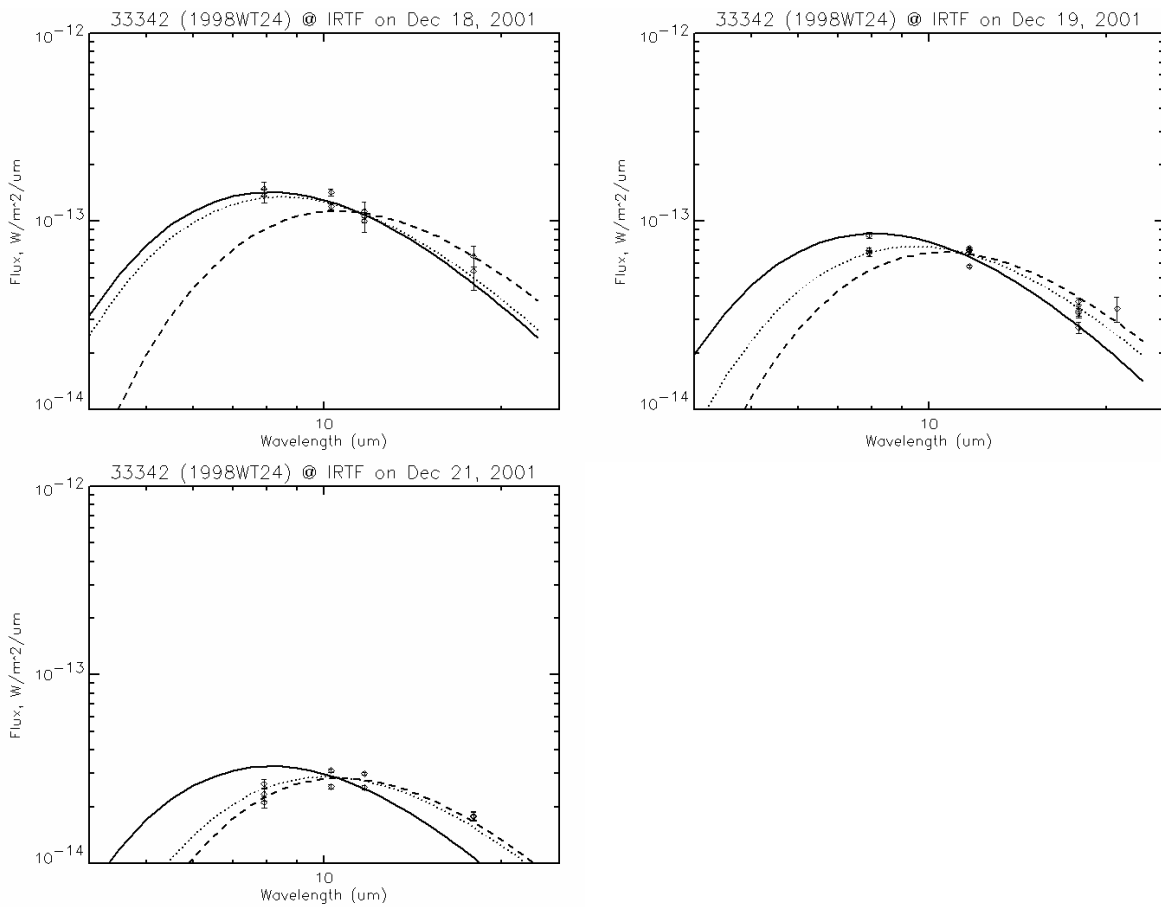 33342 (1998WT24) @ IRTF on Dec 18, 2001
10-12
10-13
10-14
Flux, W/m^2/um
10
Wavelength (um)
33342 (1998WT24) @ IRTF on Dec 19, 2001
10-12
10-13
10-14
Flux, W/m^2/um
10
Wavelength (um)
33342 (1998WT24) @ IRTF on Dec 21, 2001
10-12
10-13
10-14
Flux, W/m^2/um
10
Wavelength (um)